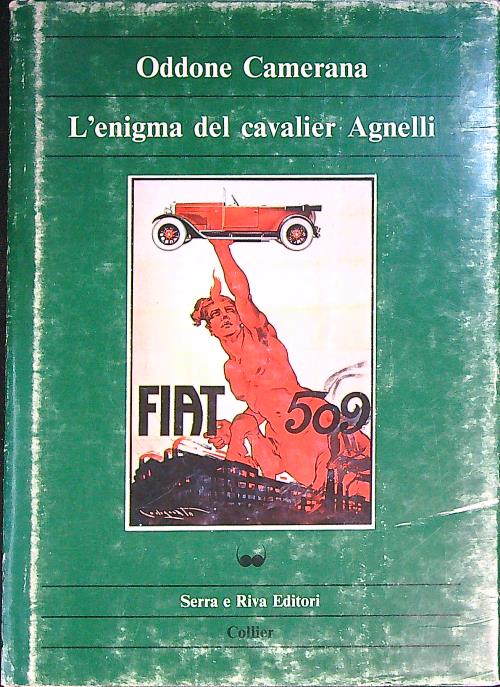 Oddone Camerana
L'enigma del cavalier Agnelli
FIAT 509
Serra e Riva Editori
Collier